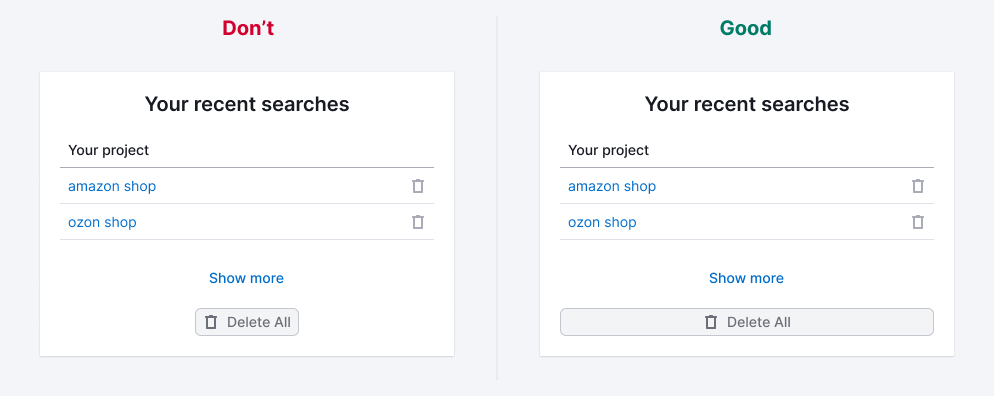 Don't
Your recent searches
Your project
amazon shop
ozon shop
Show more
Delete All
Good
Your recent searches
Your project
amazon shop
ozon shop
Show more
Delete All